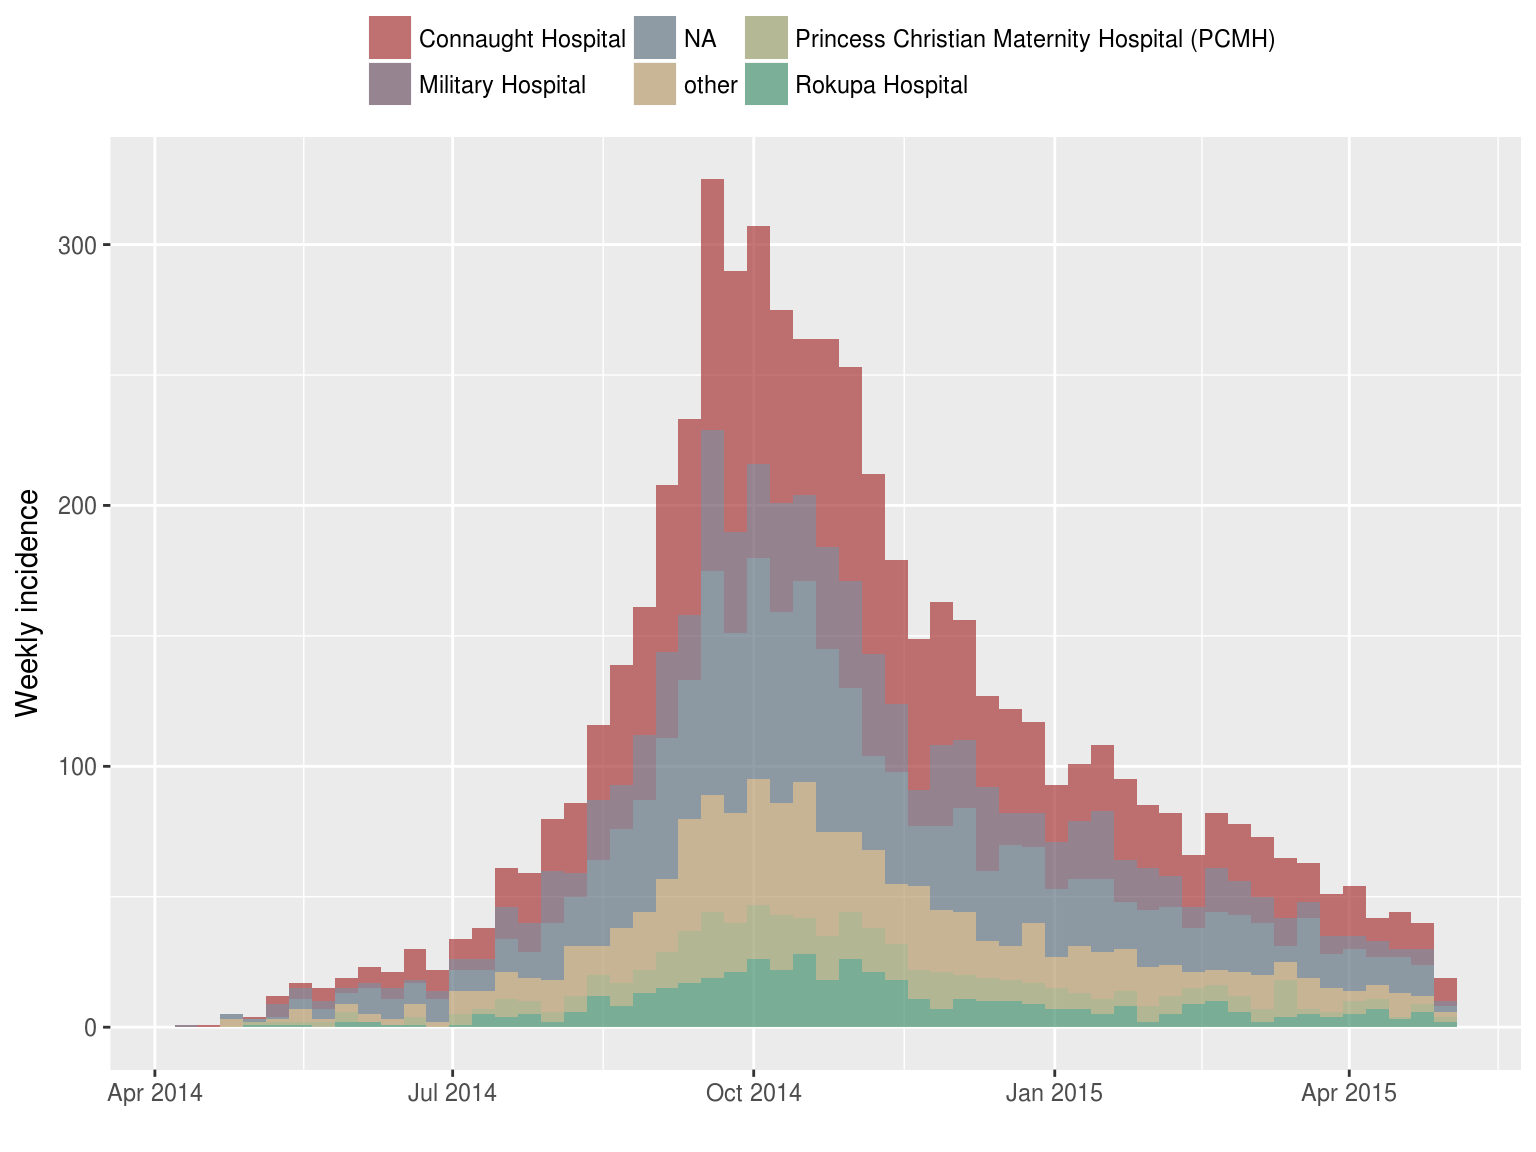 Connaught Hospital NA Princess Christian Maternity Hospital (PCMH)
Military Hospital other Rokupa Hospital
300
200
100
0
Weekly incidence
Apr 2014 Jul 2014 Oct 2014 Jan 2015 Apr 2015